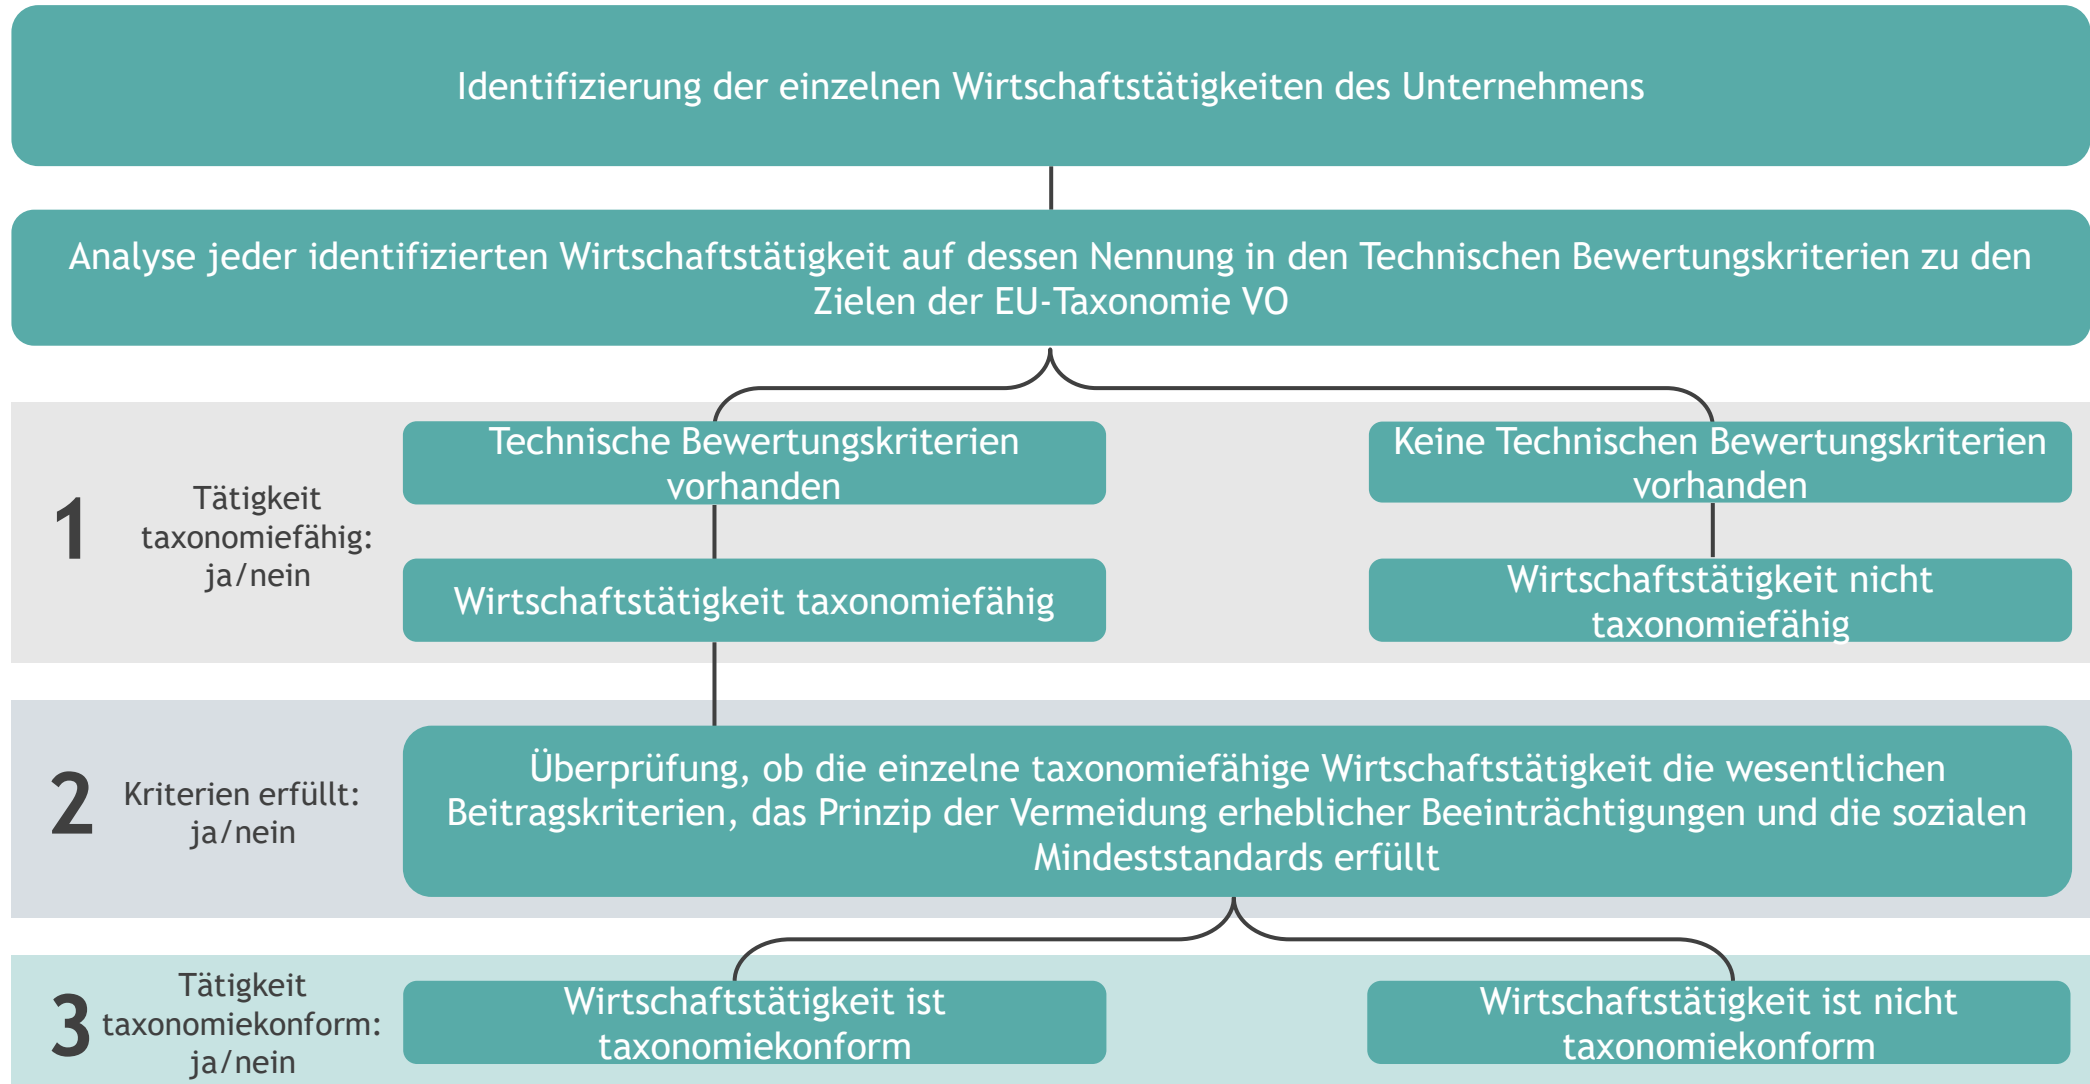 Identifizierung der einzelnen Wirtschaftstätigkeiten des Unternehmens
Analyse jeder identifizierten Wirtschaftstätigkeit auf dessen Nennung in den Technischen Bewertungskriterien zu den
Zielen der EU-Taxonomie VO
1
Tätigkeit
taxonomiefähig:
ja/nein
Technische Bewertungskriterien
vorhanden
Keine Technischen Bewertungskriterien
vorhanden
Wirtschaftstätigkeit taxonomiefähig
Wirtschaftstätigkeit nicht
taxonomiefähig
2
Kriterien erfüllt:
ja/nein
Überprüfung, ob die einzelne taxonomiefähige Wirtschaftstätigkeit die wesentlichen
Beitragskriterien, das Prinzip der Vermeidung erheblicher Beeinträchtigungen und die sozialen
Mindeststandards erfüllt
3
Tätigkeit
taxonomiekonform:
ja/nein
Wirtschaftstätigkeit ist
taxonomiekonform
Wirtschaftstätigkeit ist nicht
taxonomiekonform